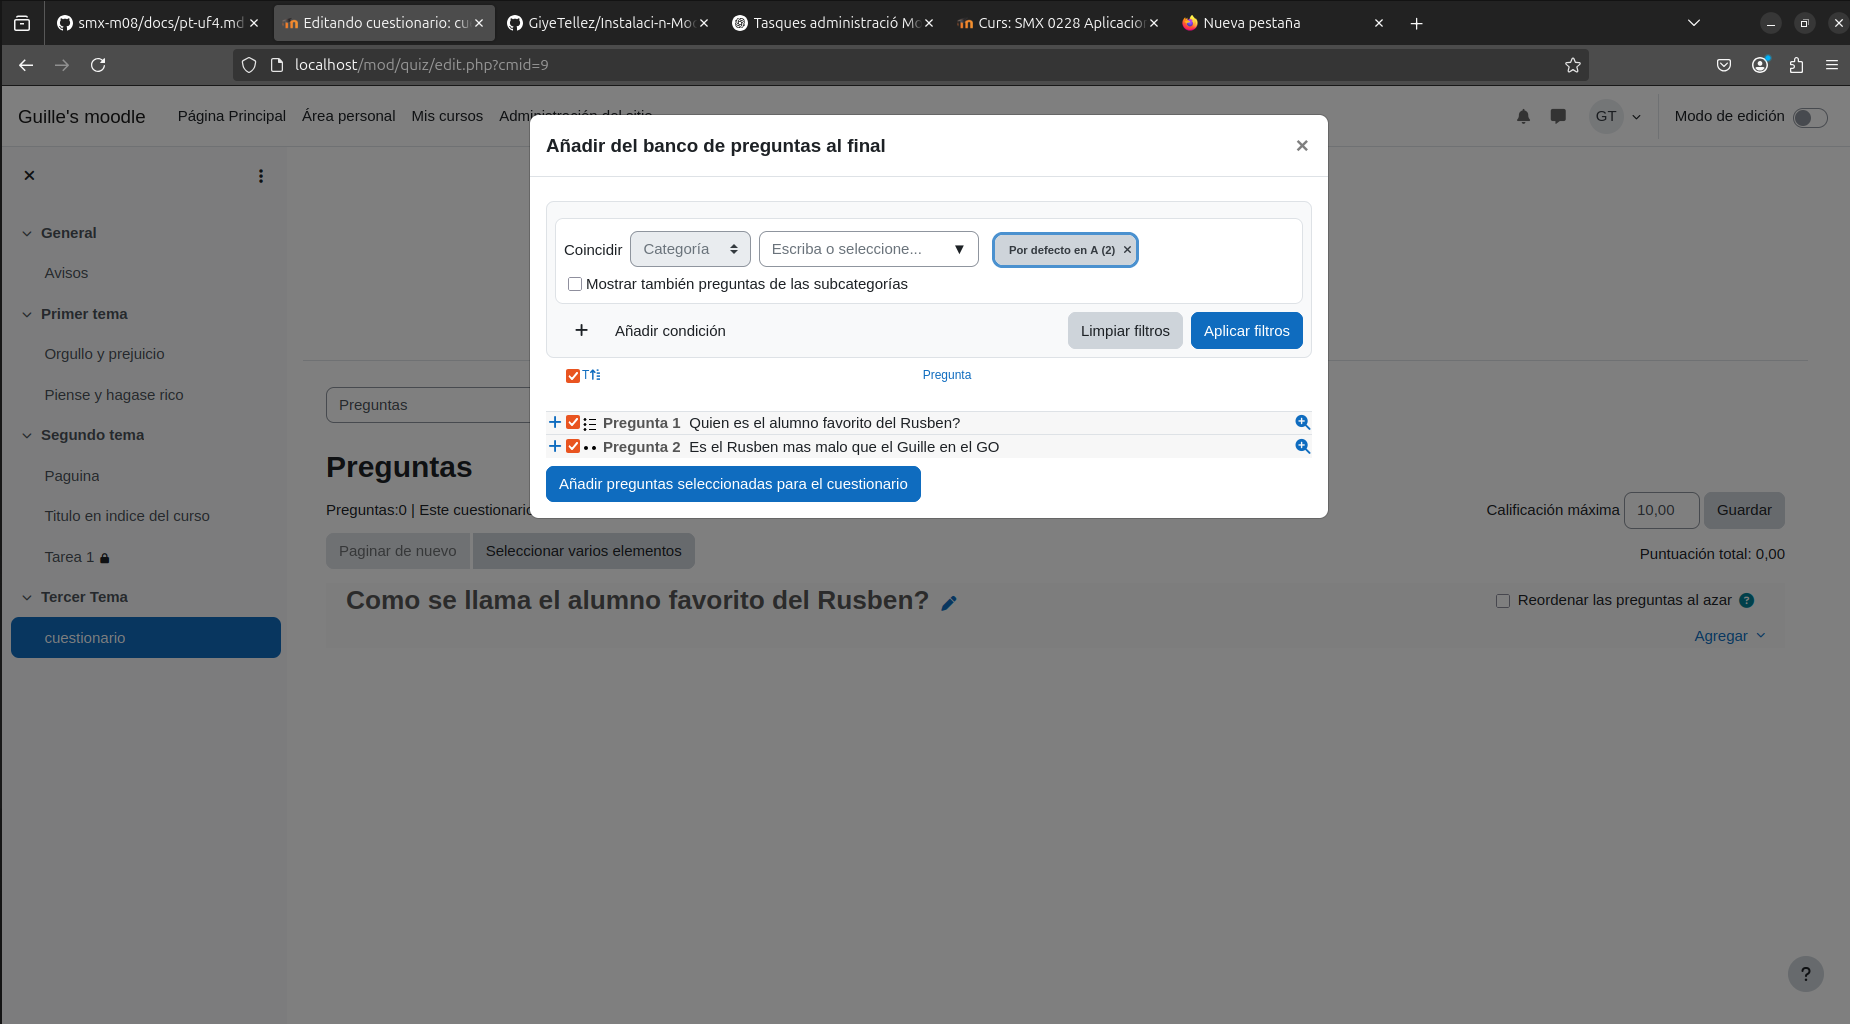 smx-m08/docs/pt-uf4.md
Editando cuestionario: cu
GiyeTellez/Instalaci-n-Moo
Tasques administració Mo
Curs: SMX 0228 Aplicacion
Nueva pestaña
localhost/mod/quiz/edit.php?cmid=9
Guille's moodle
Página Principal
Área personal
Mis cursos
Administración del sitio
GT
Modo de edición
Añadir del banco de preguntas al final
Coincidir
Categoría
Escriba o seleccione...
Por defecto en A (2)
Mostrar también preguntas de las subcategorías
Añadir condición
Limpiar filtros
Aplicar filtros
T
Pregunta
Pregunta 1 Quien es el alumno favorito del Rusben?
Pregunta 2 Es el Rusben mas malo que el Guille en el GO
Añadir preguntas seleccionadas para el cuestionario
General
Avisos
Primer tema
Orgullo y prejuicio
Piense y hagase rico
Segundo tema
Paguina
Titulo en indice del curso
Tarea 1
Tercer Tema
cuestionario
Preguntas
Preguntas
Preguntas:0 | Este cuestionario
Calificación máxima
10,00
Guardar
Paginar de nuevo
Seleccionar varios elementos
Puntuación total: 0,00
Como se llama el alumno favorito del Rusben?
Reordenar las preguntas al azar
?
Agregar
?